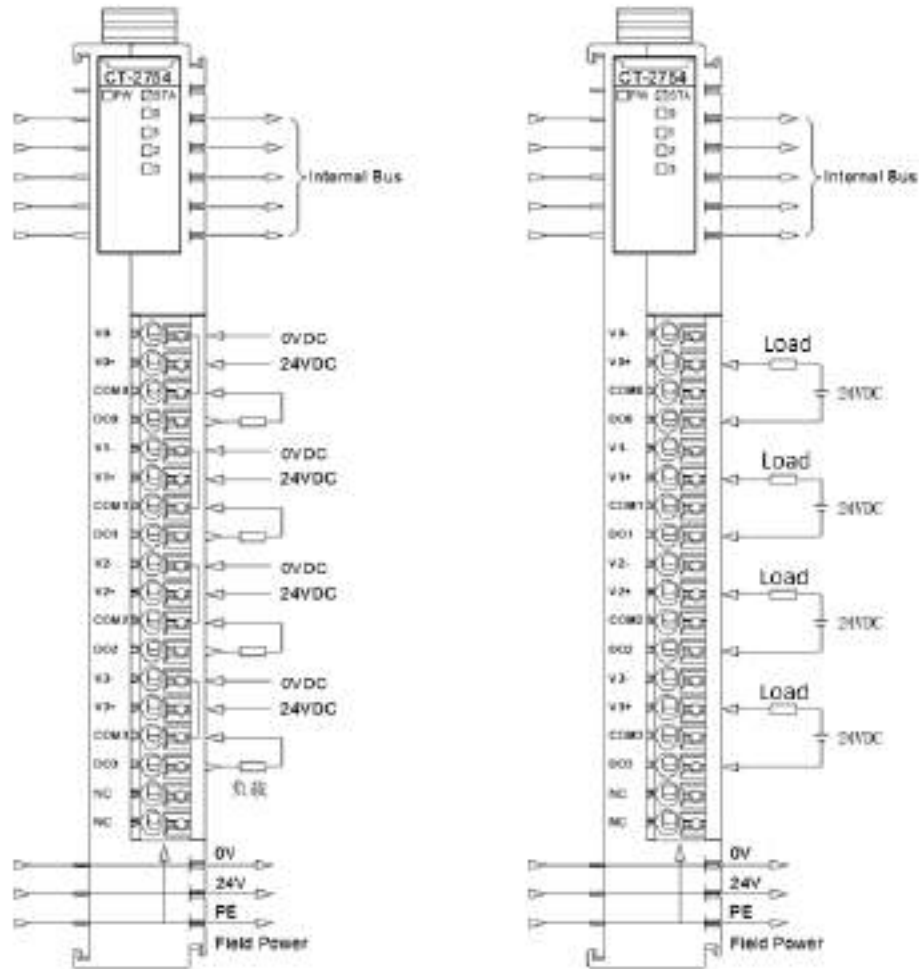 CT-2754
PW STA
0
1
2
3
Internal Bus
V0-
V0+
COM0
DO0
V1-
V1+
COM1
DO1
V2-
V2+
COM2
DO2
V3-
V3+
COM3
DO3
NC
NC
0VDC
24VDC
0VDC
24VDC
0VDC
24VDC
0VDC
24VDC
负载
0V
24V
PE
Field Power
CT-2754
PW STA
0
1
2
3
Internal Bus
V0-
V0+
COM0
DO0
V1-
V1+
COM1
DO1
V2-
V2+
COM2
DO2
V3-
V3+
COM3
DO3
NC
NC
Load
24VDC
Load
24VDC
Load
24VDC
Load
24VDC
0V
24V
PE
Field Power